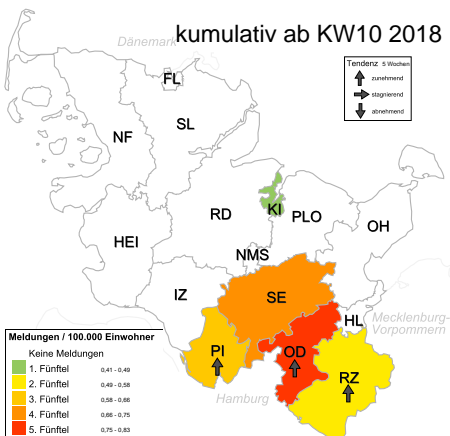 kumulativ ab KW10 2018
Dänemark
Tendenz 5 Wochen
zunehmend
stagnierend
abnehmend
FL
SL
NF
KI
RD
PLO
OH
HEI
NMS
IZ
SE
HL
Mecklenburg-
Vorpommern
PI
OD
RZ
Hamburg
Meldungen / 100.000 Einwohner
Keine Meldungen
1. Fünftel 0,41 - 0,49
2. Fünftel 0,49 - 0,58
3. Fünftel 0,58 - 0,66
4. Fünftel 0,66 - 0,75
5. Fünftel 0,75 - 0,83